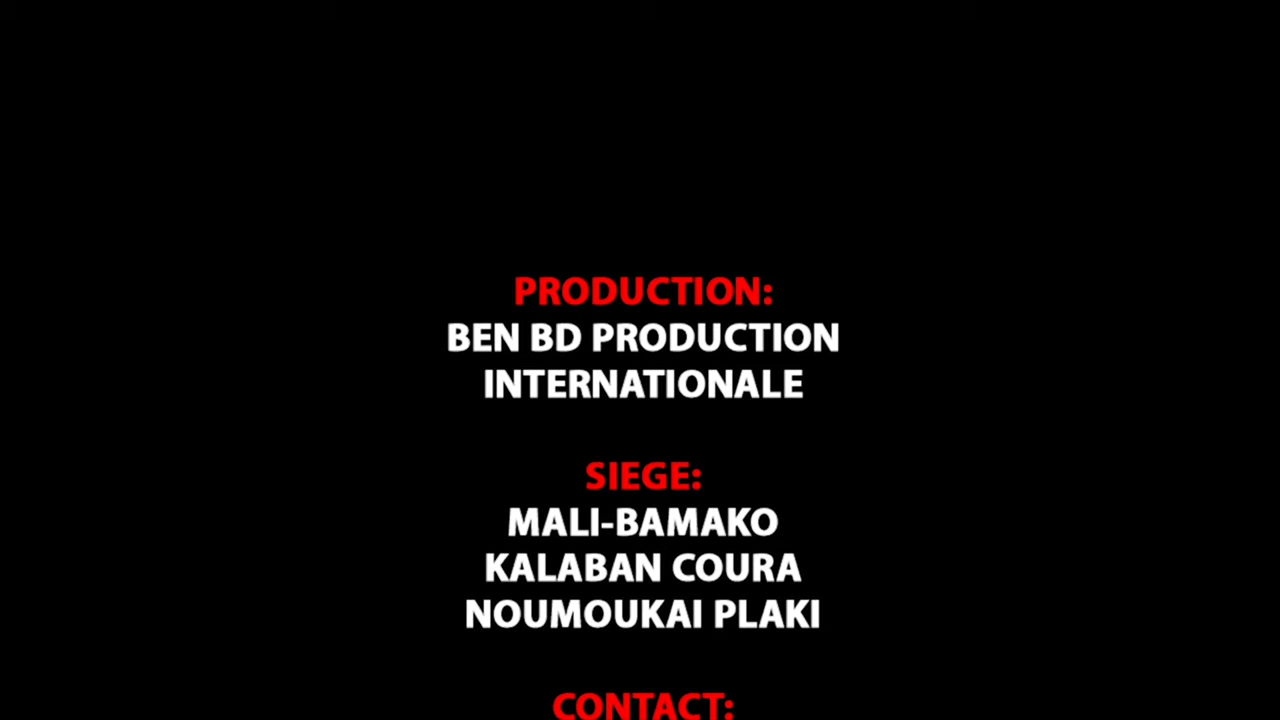 PRODUCTION:
BEN BD PRODUCTION
INTERNATIONALE
SIEGE:
MALI-BAMAKO
KALABAN COURA
NOUMOUKAI PLAKI
CONTACT: